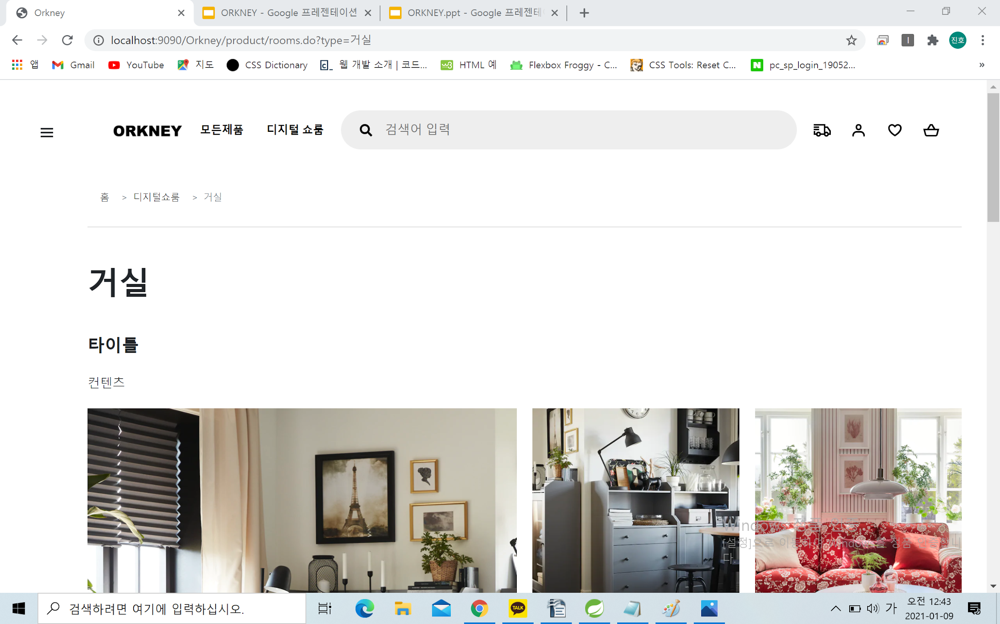 Orkney
ORKNEY - Google 프레젠테이션
ORKNEY.ppt - Google 프레젠테
localhost:9090/Orkney/product/rooms.do?type=거실
진호
앱 Gmail YouTube 지도 CSS Dictionary 웹 개발 소개 | 코드... HTML 예 Flexbox Froggy - C... CSS Tools: Reset C... pc_sp_login_19052... »
ORKNEY 모든제품 디지털 쇼룸 검색어 입력
홈 > 디지털쇼룸 > 거실
거실
타이틀
컨텐츠
Windows 정품 인증
[설정]으로 이동하여 Windows를 정품 인증합니
다.
검색하려면 여기에 입력하십시오.
TALK
가
오전 12:43
2021-01-09